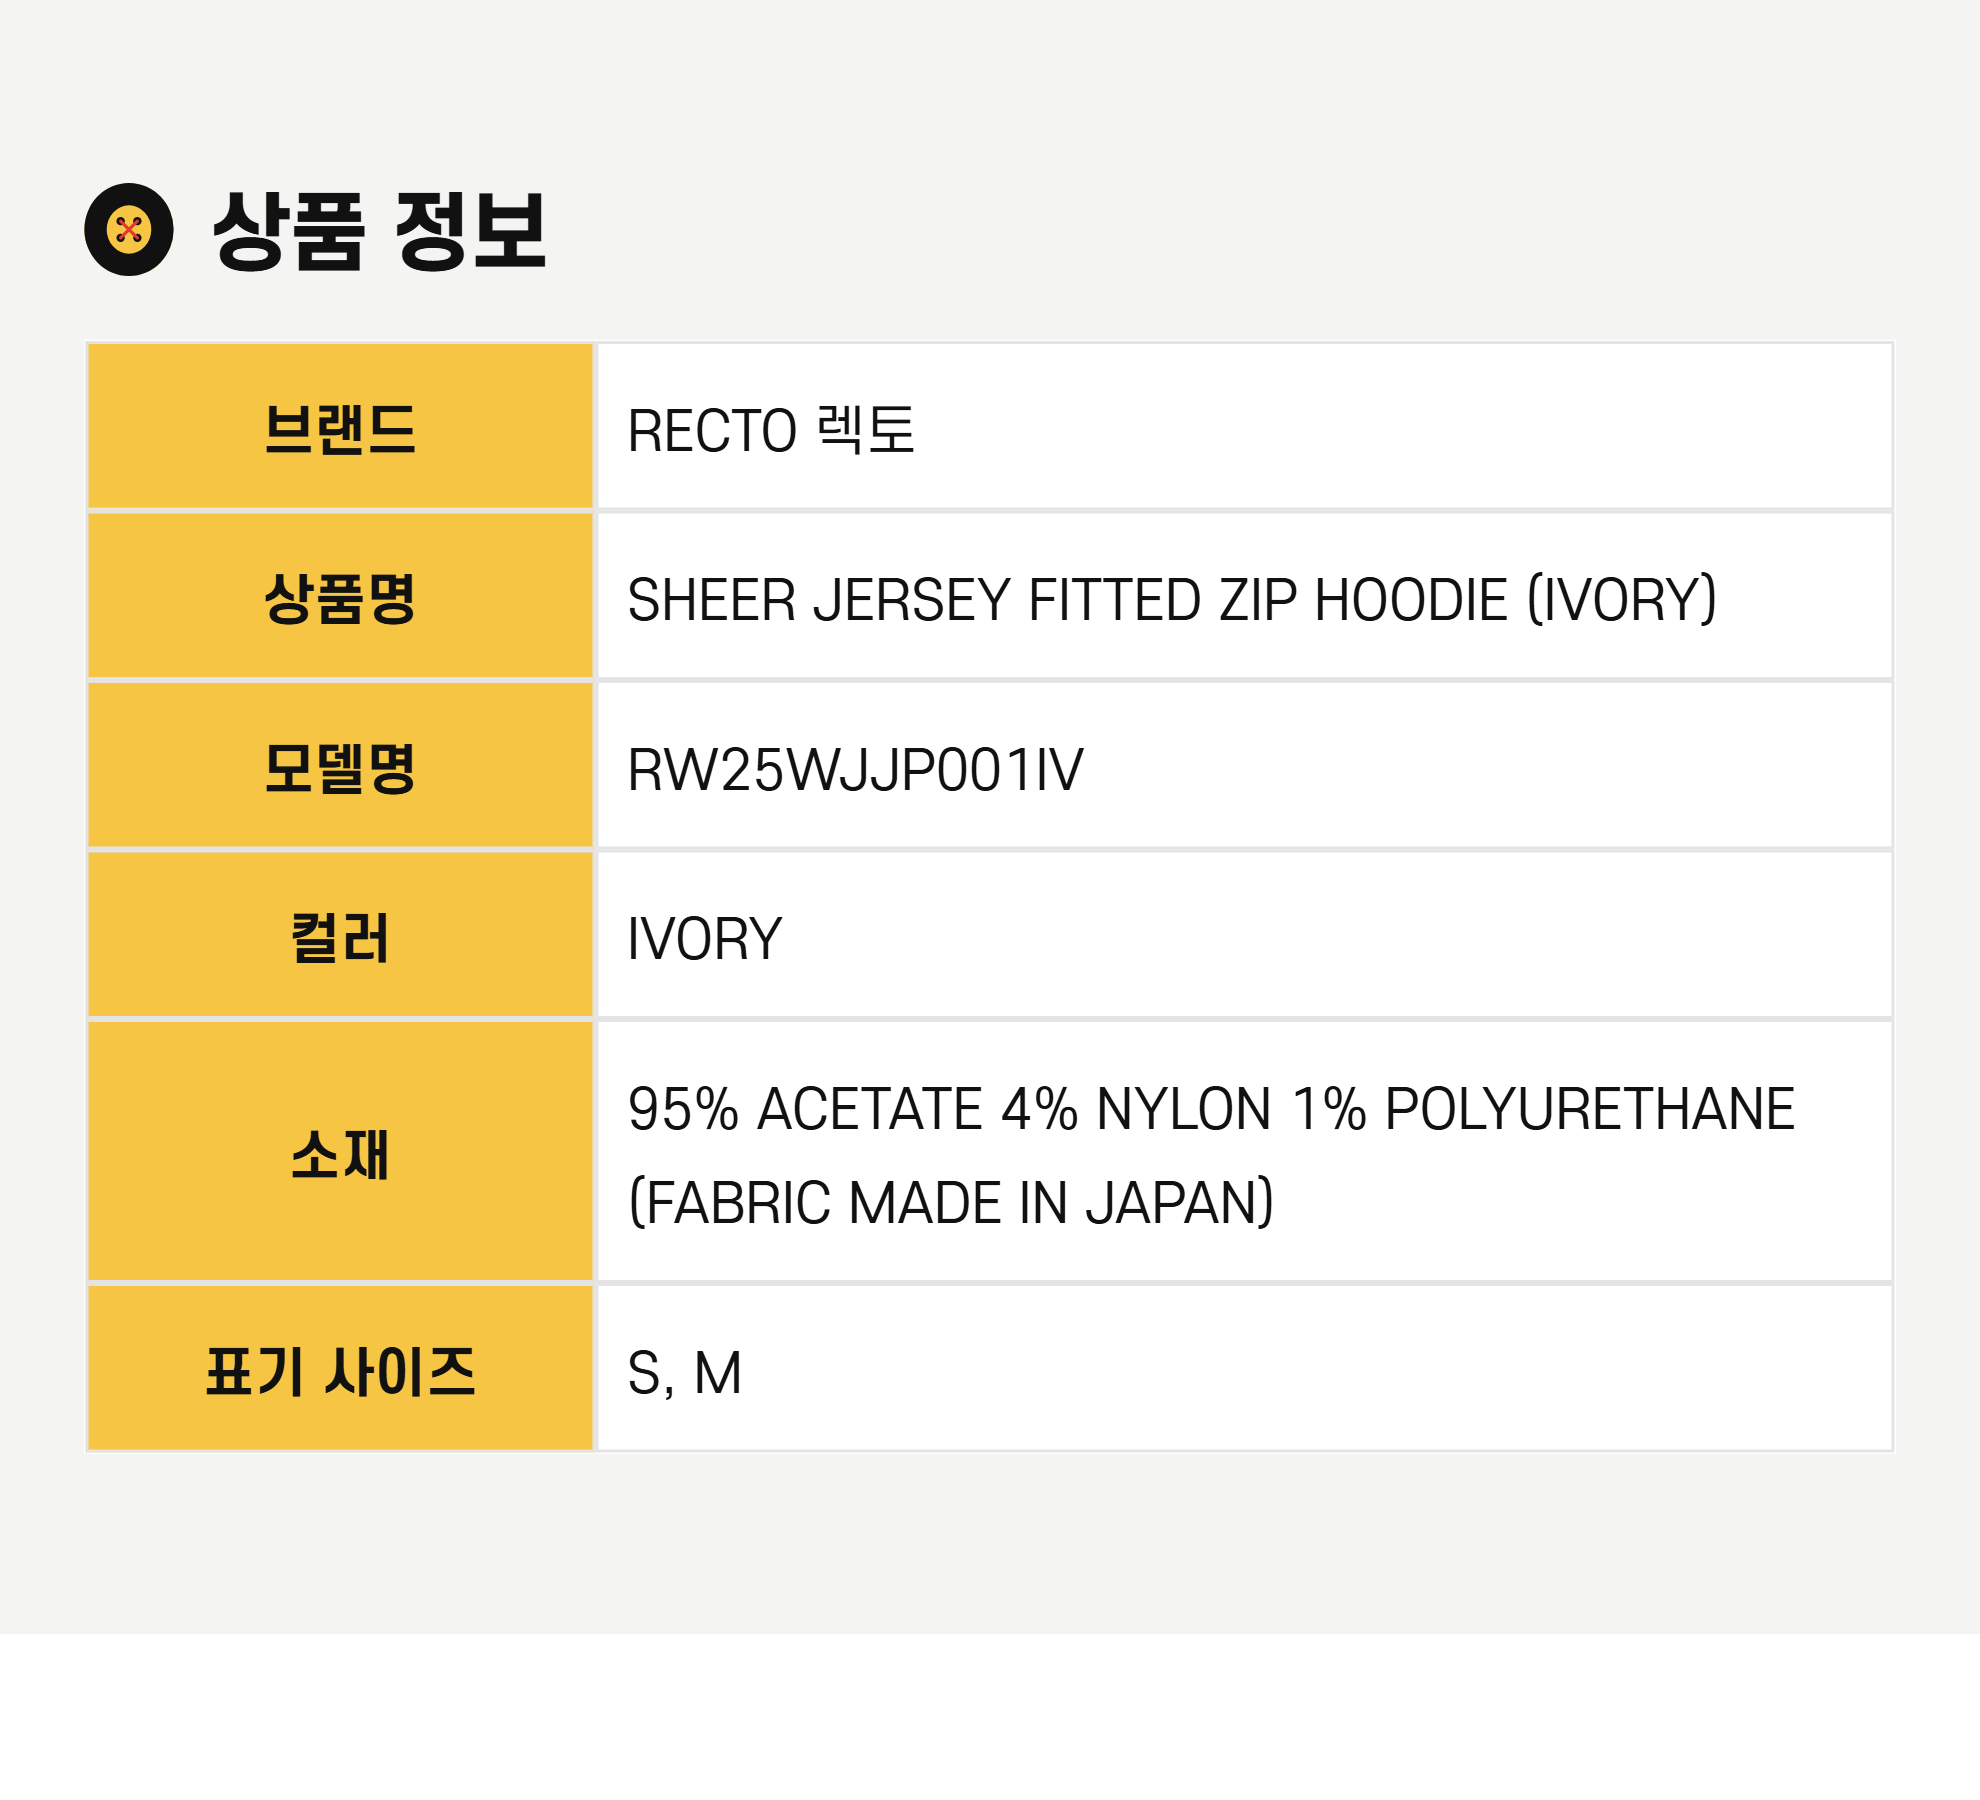 상품 정보
브랜드
RECTO 렉토
상품명
SHEER JERSEY FITTED ZIP HOODIE (IVORY)
모델명
RW25WJJP001IV
컬러
IVORY
소재
95% ACETATE 4% NYLON 1% POLYURETHANE
(FABRIC MADE IN JAPAN)
표기 사이즈
S, M